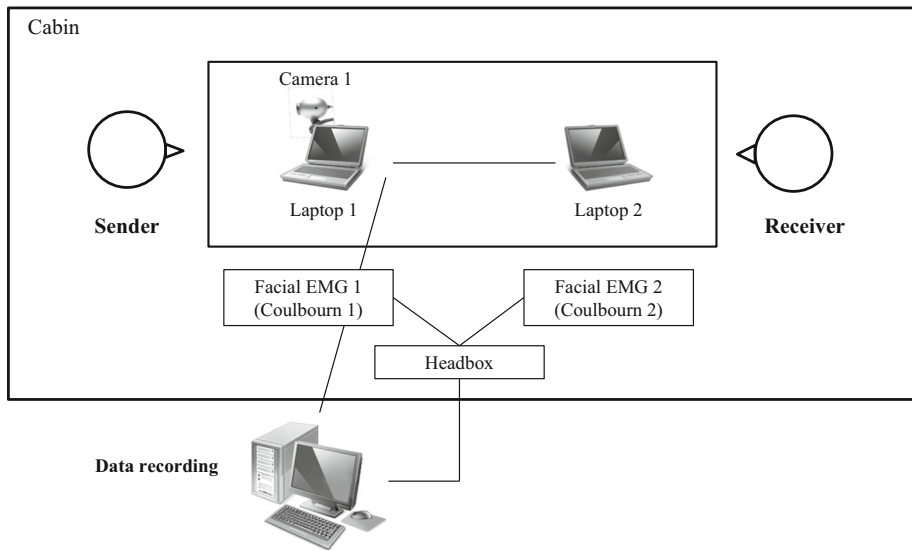 Cabin
Camera 1
Laptop 1
Laptop 2
Sender
Receiver
Facial EMG 1
(Coulbourn 1)
Facial EMG 2
(Coulbourn 2)
Headbox
Data recording